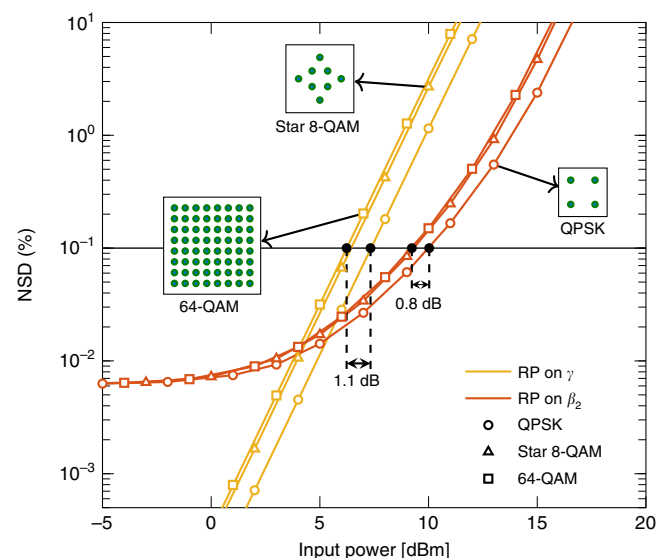 10^1
10^0
10^-1
10^-2
10^-3
NSD (%)
Star 8-QAM
QPSK
64-QAM
0.8 dB
1.1 dB
RP on γ
RP on β_2
QPSK
Star 8-QAM
64-QAM
−5
0
5
10
15
20
Input power [dBm]